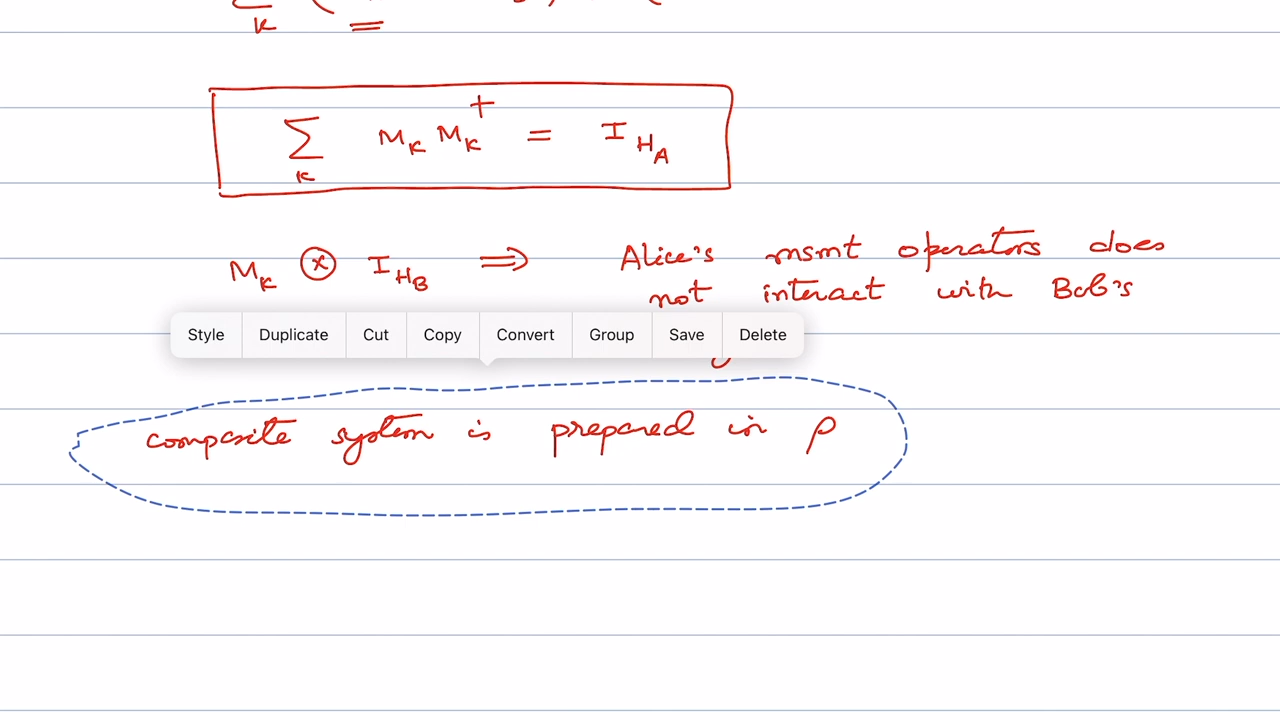 K =
∑ M_K M_K^† = I_{H_A}
K
M_K ⊗ I_{H_B} ⇒ Alice's msmt operators does
not interact with Bob's
Style Duplicate Cut Copy Convert Group Save Delete
composite system is prepared in ρ